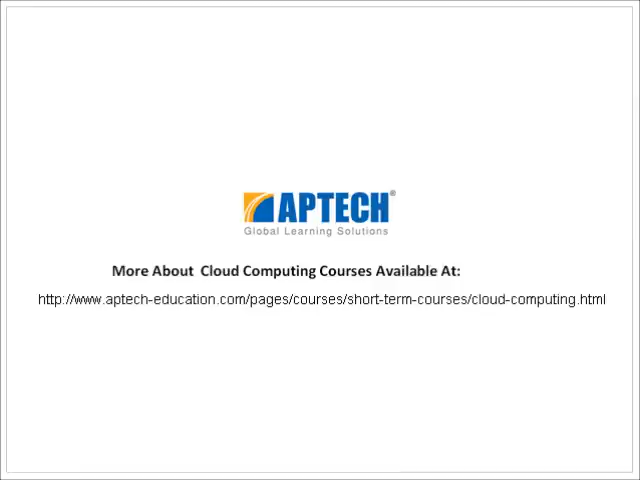 APTECH®
Global Learning Solutions
More About Cloud Computing Courses Available At:
http://www.aptech-education.com/pages/courses/short-term-courses/cloud-computing.html